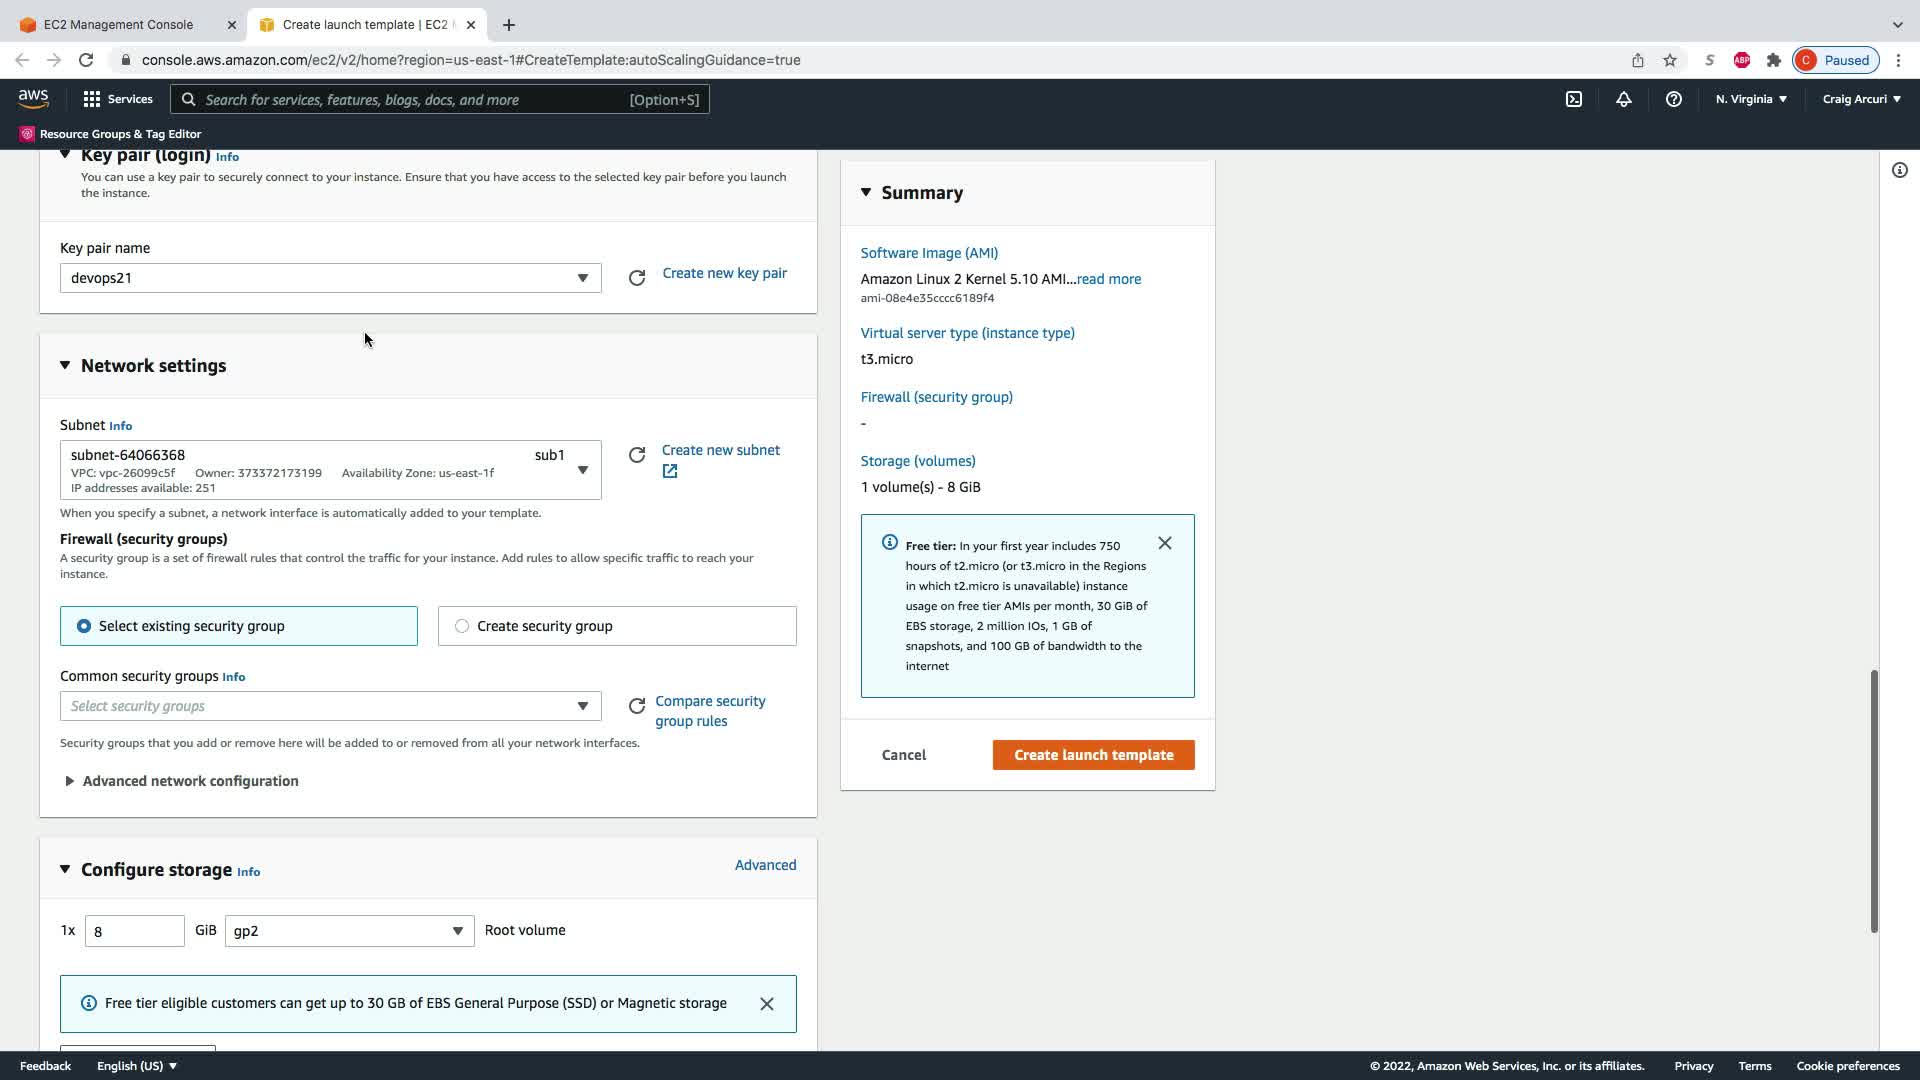 EC2 Management Console
Create launch template | EC2
console.aws.amazon.com/ec2/v2/home?region=us-east-1#CreateTemplate:autoScalingGuidance=true
S
ABP
C
Paused
aws
Services
Search for services, features, blogs, docs, and more
[Option+S]
N. Virginia
Craig Arcuri
Resource Groups & Tag Editor
Key pair (login) Info
You can use a key pair to securely connect to your instance. Ensure that you have access to the selected key pair before you launch
the instance.
Key pair name
devops21
Create new key pair
Network settings
Subnet Info
subnet-64066368
sub1
VPC: vpc-26099c5f Owner: 373372173199 Availability Zone: us-east-1f
IP addresses available: 251
Create new subnet
When you specify a subnet, a network interface is automatically added to your template.
Firewall (security groups)
A security group is a set of firewall rules that control the traffic for your instance. Add rules to allow specific traffic to reach your
instance.
Select existing security group
Create security group
Common security groups Info
Select security groups
Compare security
group rules
Security groups that you add or remove here will be added to or removed from all your network interfaces.
Advanced network configuration
Configure storage Info
Advanced
1x
8
GiB
gp2
Root volume
Free tier eligible customers can get up to 30 GB of EBS General Purpose (SSD) or Magnetic storage
Summary
Software Image (AMI)
Amazon Linux 2 Kernel 5.10 AMI...read more
ami-08e4e35cccc6189f4
Virtual server type (instance type)
t3.micro
Firewall (security group)
-
Storage (volumes)
1 volume(s) - 8 GiB
Free tier: In your first year includes 750
hours of t2.micro (or t3.micro in the Regions
in which t2.micro is unavailable) instance
usage on free tier AMIs per month, 30 GiB of
EBS storage, 2 million IOs, 1 GB of
snapshots, and 100 GB of bandwidth to the
internet
Cancel
Create launch template
Feedback
English (US)
© 2022, Amazon Web Services, Inc. or its affiliates.
Privacy
Terms
Cookie preferences